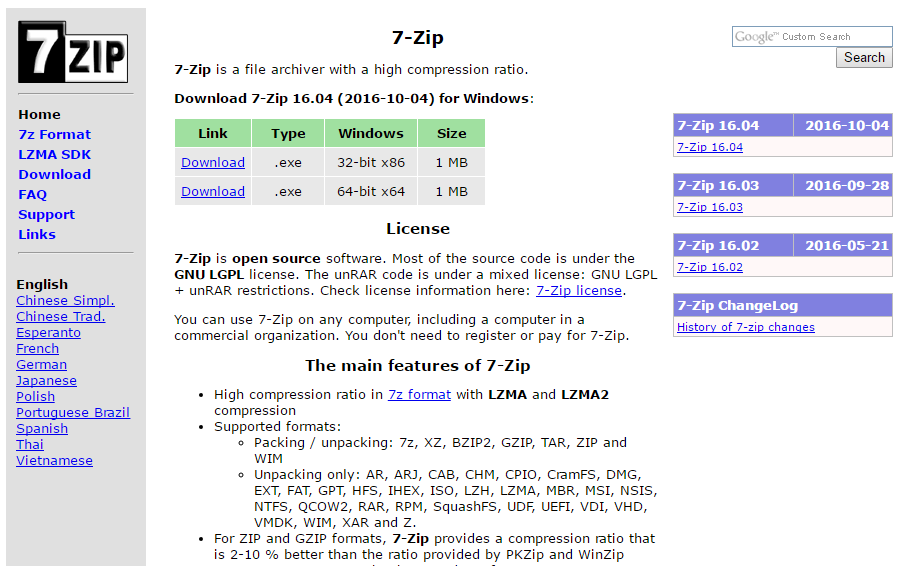 7ZIP
Home
7z Format
LZMA SDK
Download
FAQ
Support
Links
English
Chinese Simpl.
Chinese Trad.
Esperanto
French
German
Japanese
Polish
Portuguese Brazil
Spanish
Thai
Vietnamese
7-Zip
7-Zip is a file archiver with a high compression ratio.
Download 7-Zip 16.04 (2016-10-04) for Windows:
Link Type Windows Size
Download .exe 32-bit x86 1 MB
Download .exe 64-bit x64 1 MB
License
7-Zip is open source software. Most of the source code is under the
GNU LGPL license. The unRAR code is under a mixed license: GNU LGPL
+ unRAR restrictions. Check license information here: 7-Zip license.
You can use 7-Zip on any computer, including a computer in a
commercial organization. You don't need to register or pay for 7-Zip.
The main features of 7-Zip
High compression ratio in 7z format with LZMA and LZMA2
compression
Supported formats:
Packing / unpacking: 7z, XZ, BZIP2, GZIP, TAR, ZIP and
WIM
Unpacking only: AR, ARJ, CAB, CHM, CPIO, CramFS, DMG,
EXT, FAT, GPT, HFS, IHEX, ISO, LZH, LZMA, MBR, MSI, NSIS,
NTFS, QCOW2, RAR, RPM, SquashFS, UDF, UEFI, VDI, VHD,
VMDK, WIM, XAR and Z.
For ZIP and GZIP formats, 7-Zip provides a compression ratio that
is 2-10 % better than the ratio provided by PKZip and WinZip
Google™ Custom Search
Search
7-Zip 16.04 2016-10-04
7-Zip 16.04
7-Zip 16.03 2016-09-28
7-Zip 16.03
7-Zip 16.02 2016-05-21
7-Zip 16.02
7-Zip ChangeLog
History of 7-zip changes